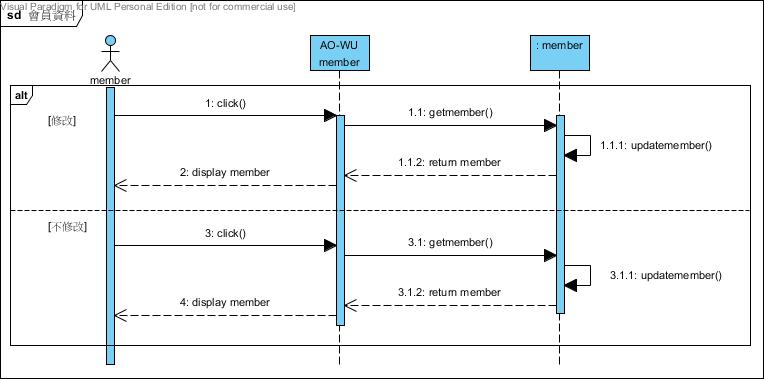 Visual Paradigm for UML Personal Edition [not for commercial use]
sd 會員資料
member
AO-WU
member
: member
alt
[修改]
1: click()
1.1: getmember()
1.1.1: updatemember()
1.1.2: return member
2: display member
[不修改]
3: click()
3.1: getmember()
3.1.1: updatemember()
3.1.2: return member
4: display member